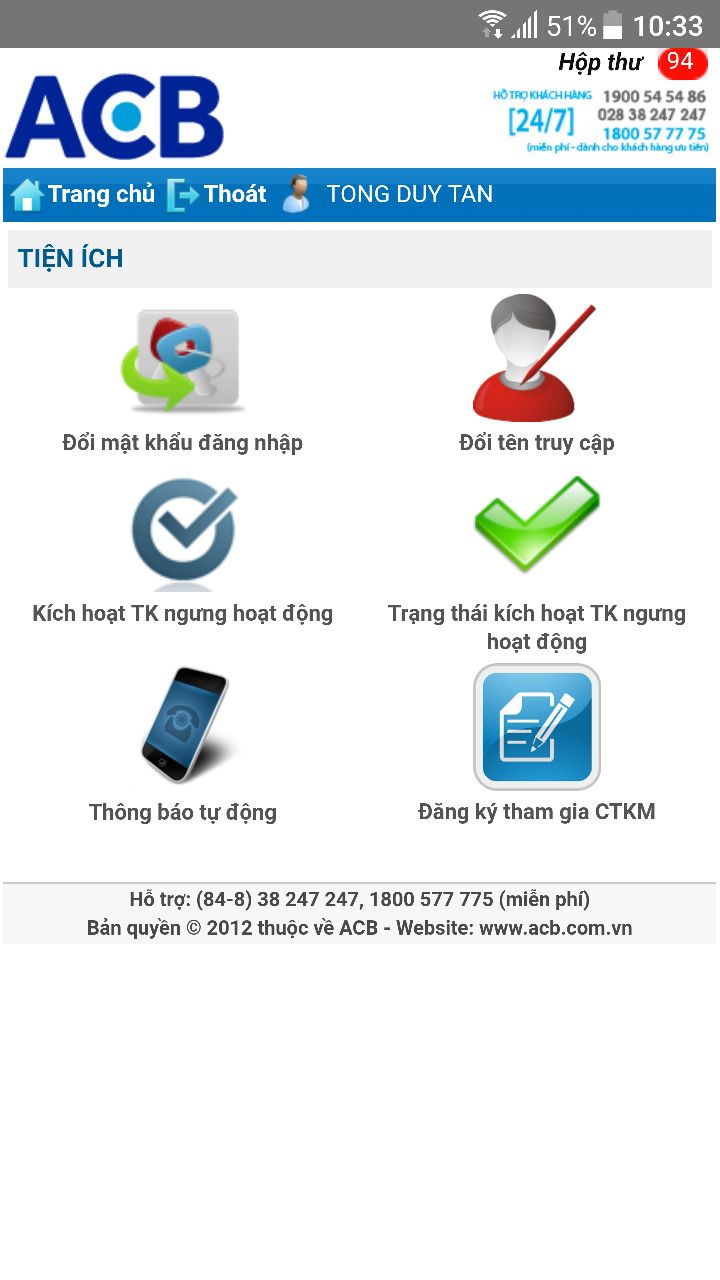 51% 10:33
Hộp thư 94
ACB
HỖ TRỢ KHÁCH HÀNG 1900 54 54 86
[24/7] 028 38 247 247
1800 57 77 75
(miễn phí - dành cho khách hàng ưu tiên)
Trang chủ Thoát TONG DUY TAN
TIỆN ÍCH
Đổi mật khẩu đăng nhập Đổi tên truy cập
Kích hoạt TK ngưng hoạt động Trạng thái kích hoạt TK ngưng
hoạt động
Thông báo tự động Đăng ký tham gia CTKM
Hỗ trợ: (84-8) 38 247 247, 1800 577 775 (miễn phí)
Bản quyền © 2012 thuộc về ACB - Website: www.acb.com.vn